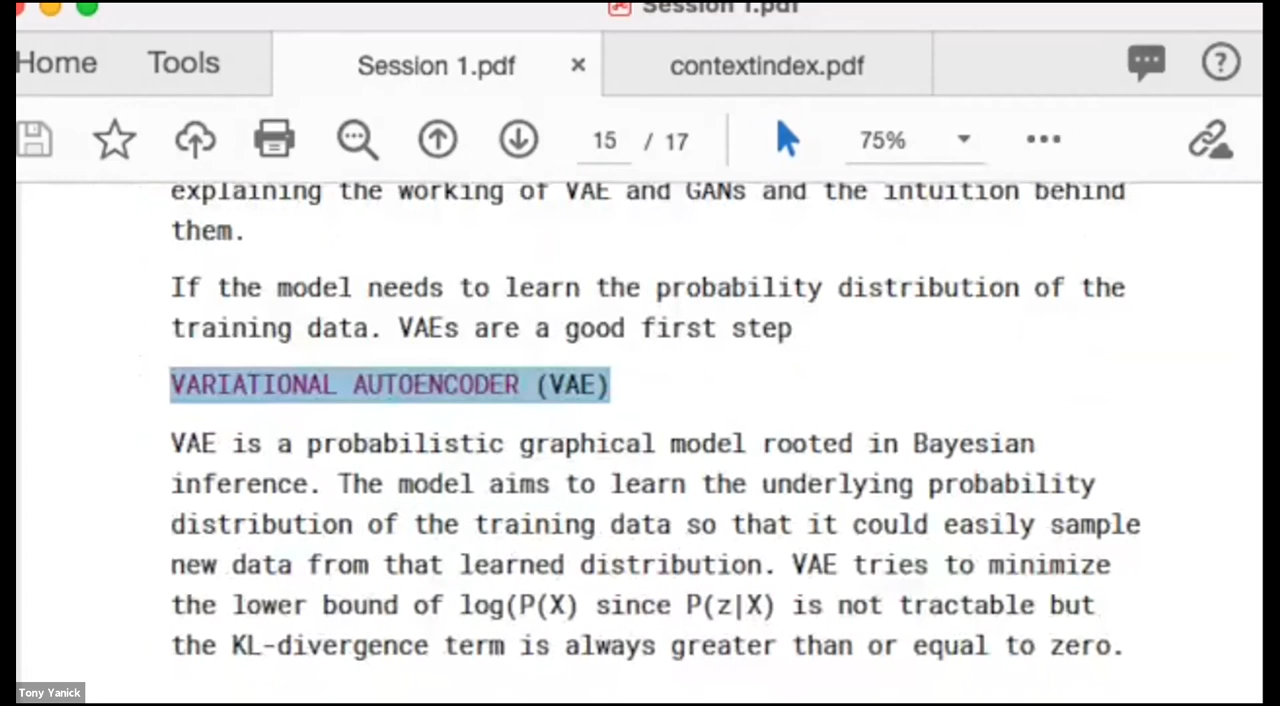 Session 1.pdf
Home
Tools
Session 1.pdf
×
contextindex.pdf
15 / 17
75%
explaining the working of VAE and GANs and the intuition behind
them.
If the model needs to learn the probability distribution of the
training data. VAEs are a good first step
VARIATIONAL AUTOENCODER (VAE)
VAE is a probabilistic graphical model rooted in Bayesian
inference. The model aims to learn the underlying probability
distribution of the training data so that it could easily sample
new data from that learned distribution. VAE tries to minimize
the lower bound of log(P(X) since P(z|X) is not tractable but
the KL-divergence term is always greater than or equal to zero.
Tony Yanick